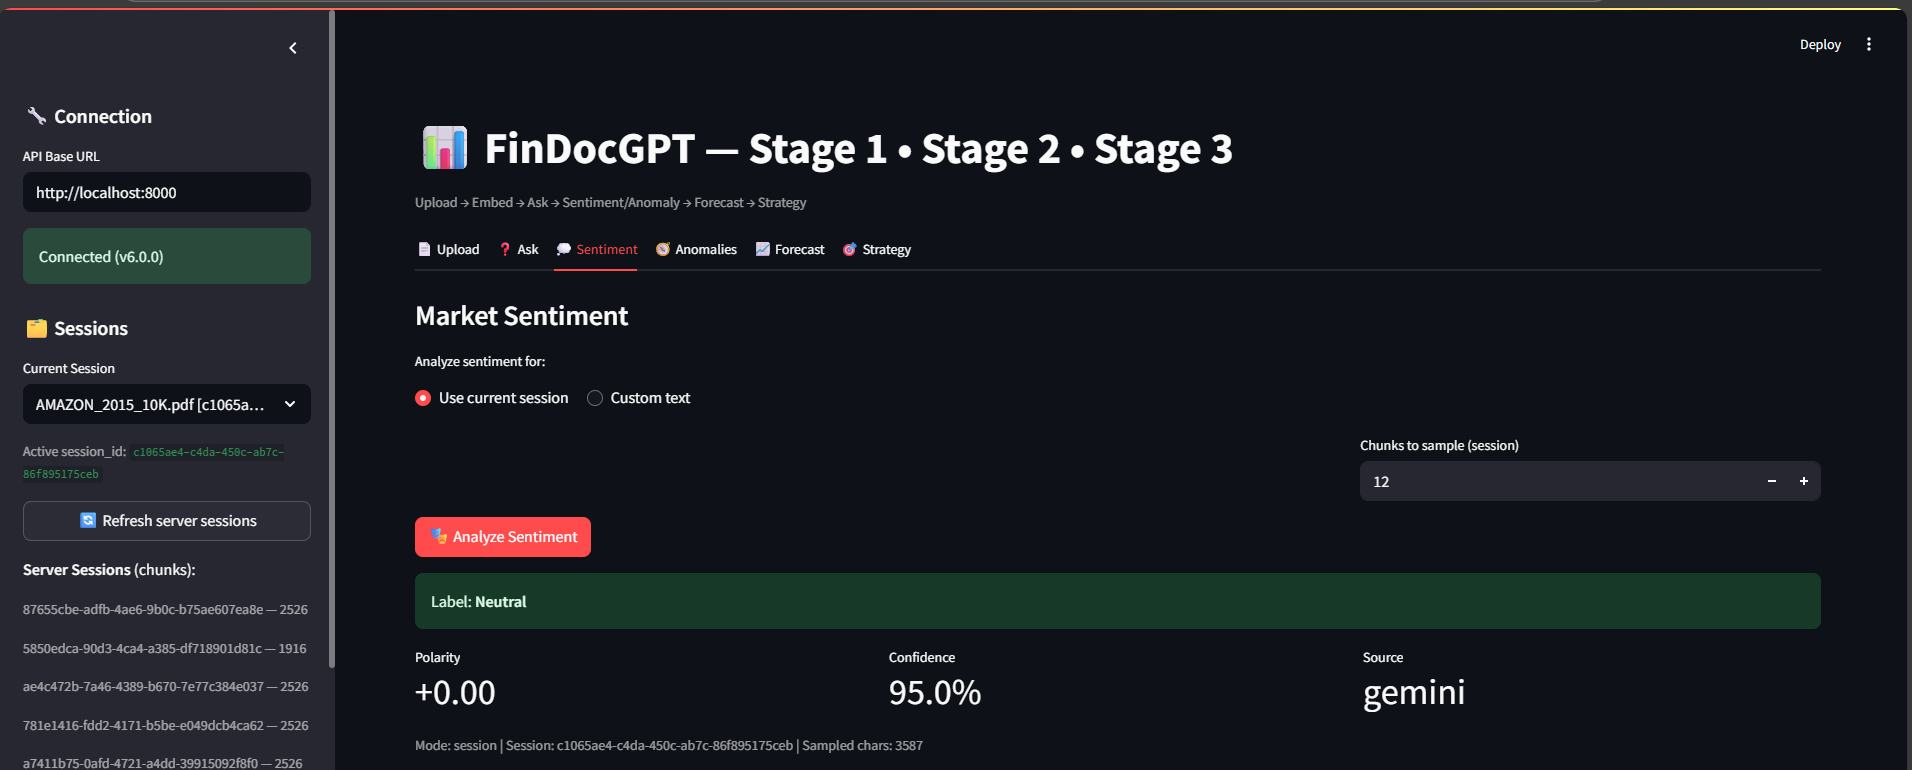 Deploy
Connection
API Base URL
http://localhost:8000
Connected (v6.0.0)
Sessions
Current Session
AMAZON_2015_10K.pdf [c1065a...
Active session_id: c1065ae4-c4da-450c-ab7c-
86f895175ceb
Refresh server sessions
Server Sessions (chunks):
87655cbe-adfb-4ae6-9b0c-b75ae607ea8e — 2526
5850edca-90d3-4ca4-a385-df718901d81c — 1916
ae4c472b-7a46-4389-b670-7e77c384e037 — 2526
781e1416-fdd2-4171-b5be-e049dcb4ca62 — 2526
a7411b75-0afd-4721-a4dd-39915092f8f0 — 2526
FinDocGPT — Stage 1 • Stage 2 • Stage 3
Upload → Embed → Ask → Sentiment/Anomaly → Forecast → Strategy
Upload Ask Sentiment Anomalies Forecast Strategy
Market Sentiment
Analyze sentiment for:
Use current session Custom text
Chunks to sample (session)
12
Analyze Sentiment
Label: Neutral
Polarity Confidence Source
+0.00 95.0% gemini
Mode: session | Session: c1065ae4-c4da-450c-ab7c-86f895175ceb | Sampled chars: 3587